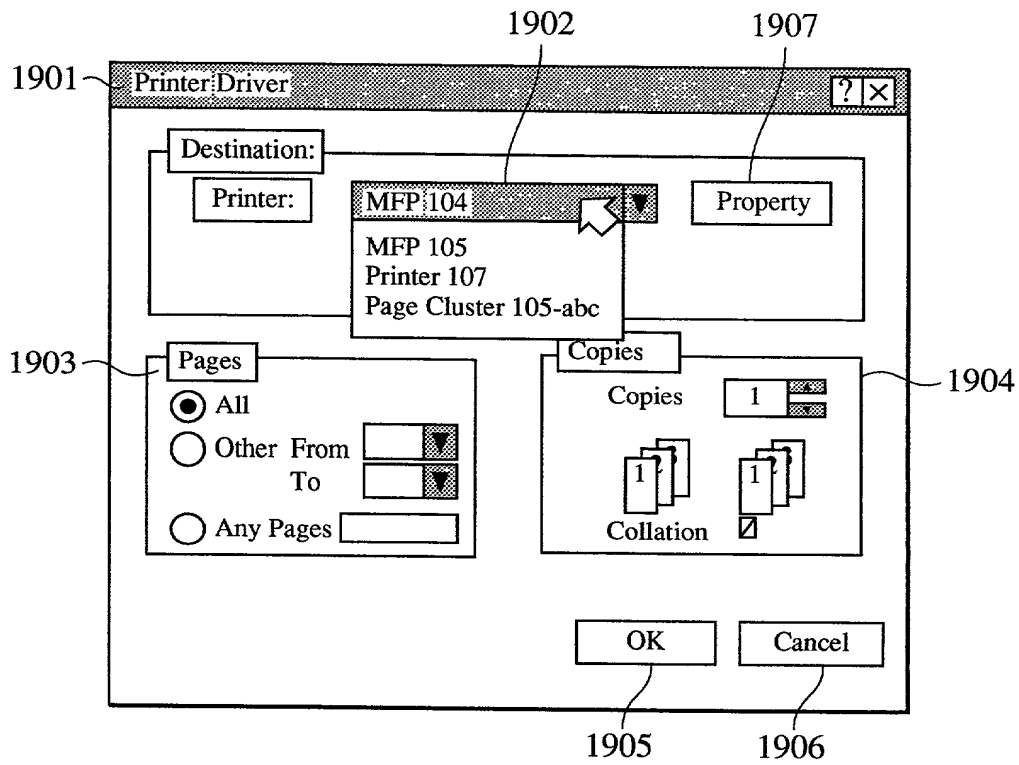 1902
1907
1901
Printer Driver
? X
Destination:
Printer:
MFP 104
Property
MFP 105
Printer 107
Page Cluster 105-abc
1903
Pages
Copies
1904
All
Copies
1
Other From
To
1
1
Any Pages
Collation
OK
Cancel
1905
1906